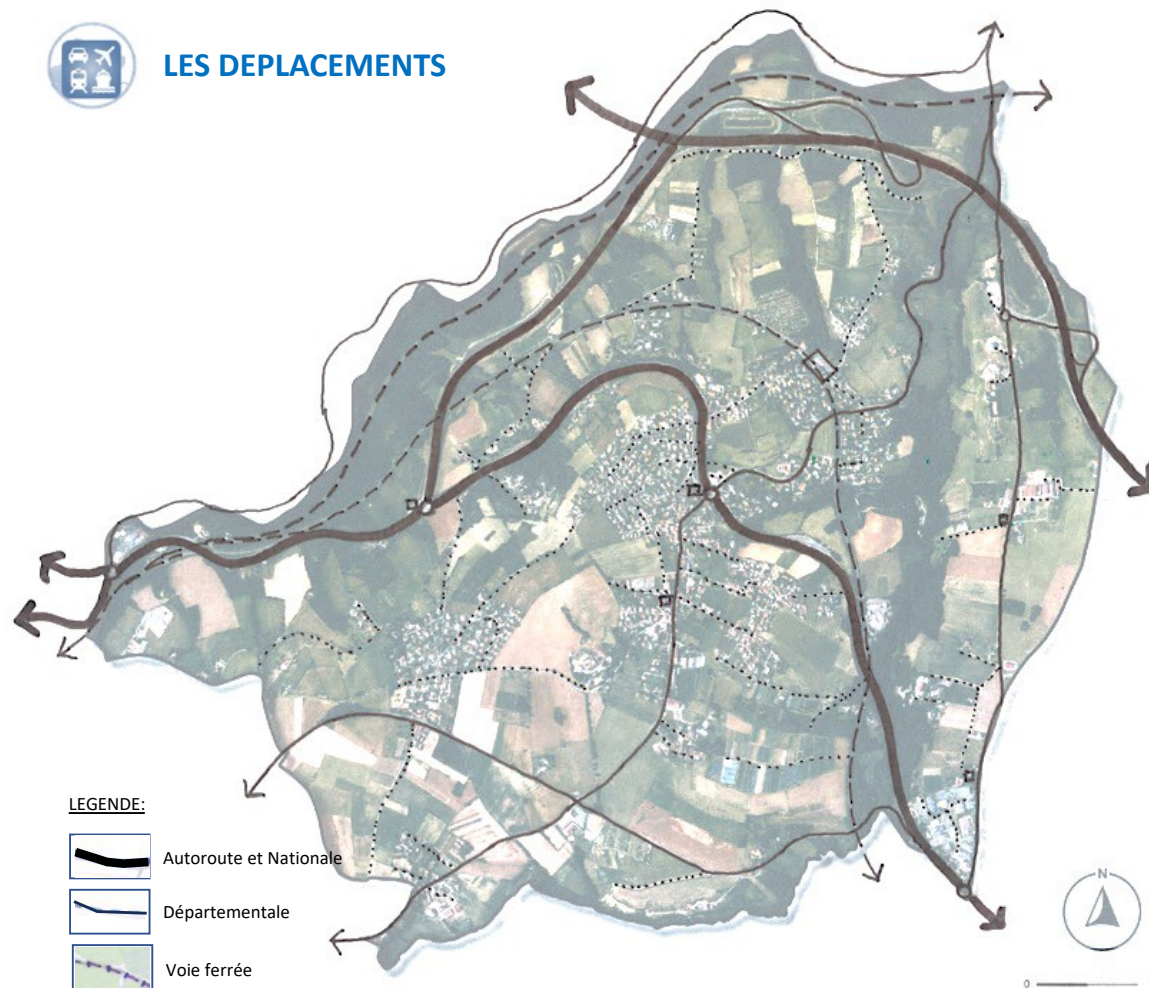 LES DEPLACEMENTS
LEGENDE:
Autoroute et Nationale
Départementale
Voie ferrée
N
0